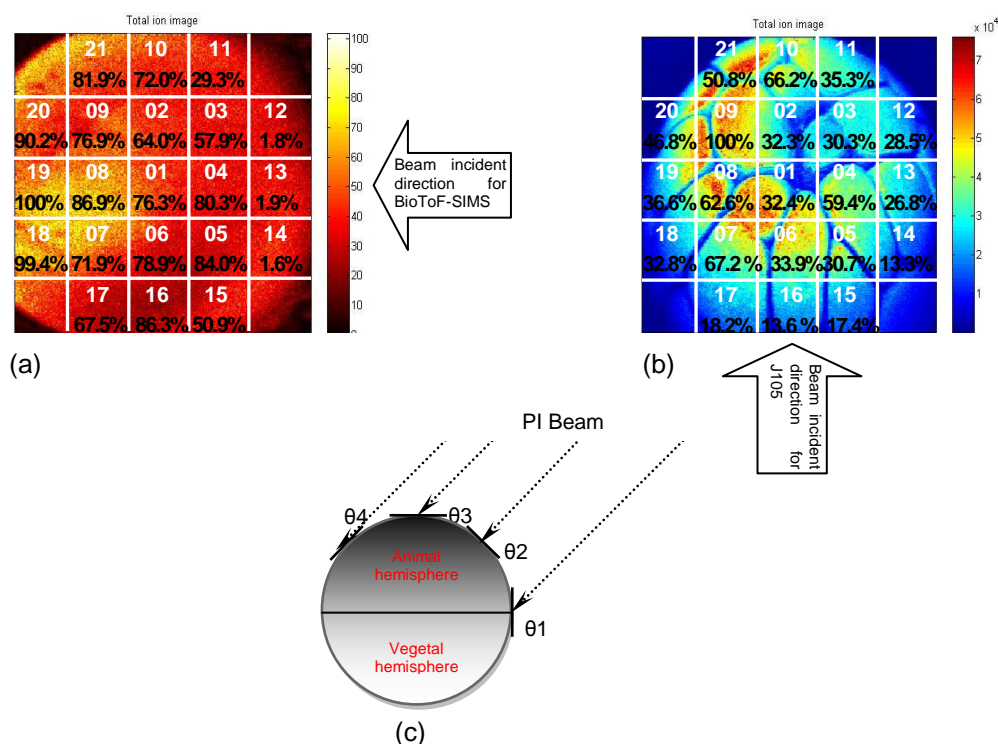 Total ion image
21 10 11
81.9% 72.0% 29.3%
20 09 02 03 12
90.2% 76.9% 64.0% 57.9% 1.8%
19 08 01 04 13
100% 86.9% 76.3% 80.3% 1.9%
18 07 06 05 14
99.4% 71.9% 78.9% 84.0% 1.6%
17 16 15
67.5% 86.3% 50.9%
100
90
80
70
60
50
40
30
20
10
0
(a)
Beam incident
direction for
BioToF-SIMS
Total ion image
21 10 11
50.8% 66.2% 35.3%
20 09 02 03 12
46.8% 100% 32.3% 30.3% 28.5%
19 08 01 04 13
36.6% 62.6% 32.4% 59.4% 26.8%
18 07 06 05 14
32.8% 67.2 % 33.9% 30.7% 13.3%
17 16 15
18.2% 13.6 % 17.4%
x 10⁴
7
6
5
4
3
2
1
(b)
Beam incident
direction for
J105
PI Beam
θ4
θ3
θ2
θ1
Animal
hemisphere
Vegetal
hemisphere
(c)